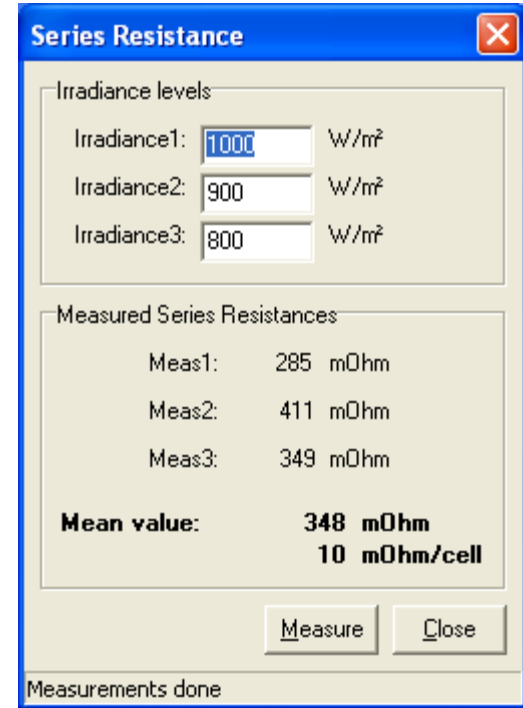 Series Resistance
Irradiance levels
Irradiance1: 1000 W/m²
Irradiance2: 900 W/m²
Irradiance3: 800 W/m²
Measured Series Resistances
Meas1: 285 mOhm
Meas2: 411 mOhm
Meas3: 349 mOhm
Mean value: 348 mOhm
10 mOhm/cell
Measure Close
Measurements done